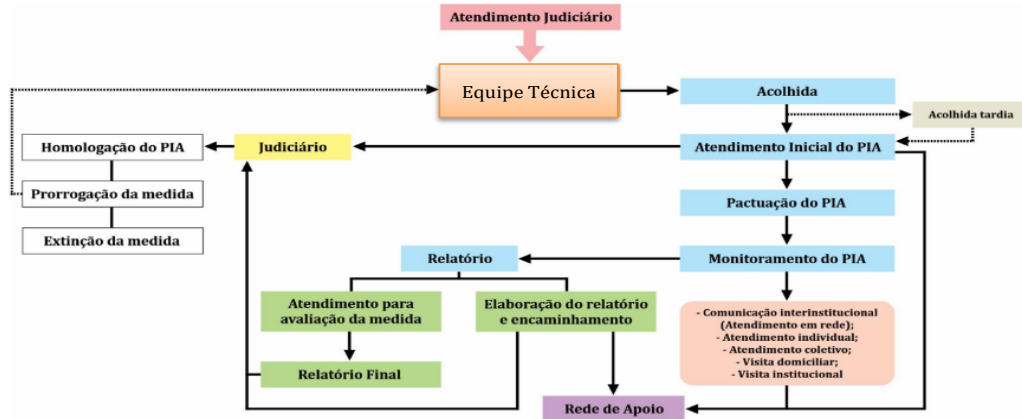 Atendimento Judiciário
Equipe Técnica
Acolhida
Acolhida tardia
Homologação do PIA
Judiciário
Atendimento Inicial do PIA
Prorrogação da medida
Pactuação do PIA
Extinção da medida
Relatório
Monitoramento do PIA
Atendimento para
avaliação da medida
Elaboração do relatório
e encaminhamento
- Comunicação interinstitucional
(Atendimento em rede);
- Atendimento individual;
- Atendimento coletivo;
- Visita domiciliar;
- Visita institucional
Relatório Final
Rede de Apoio